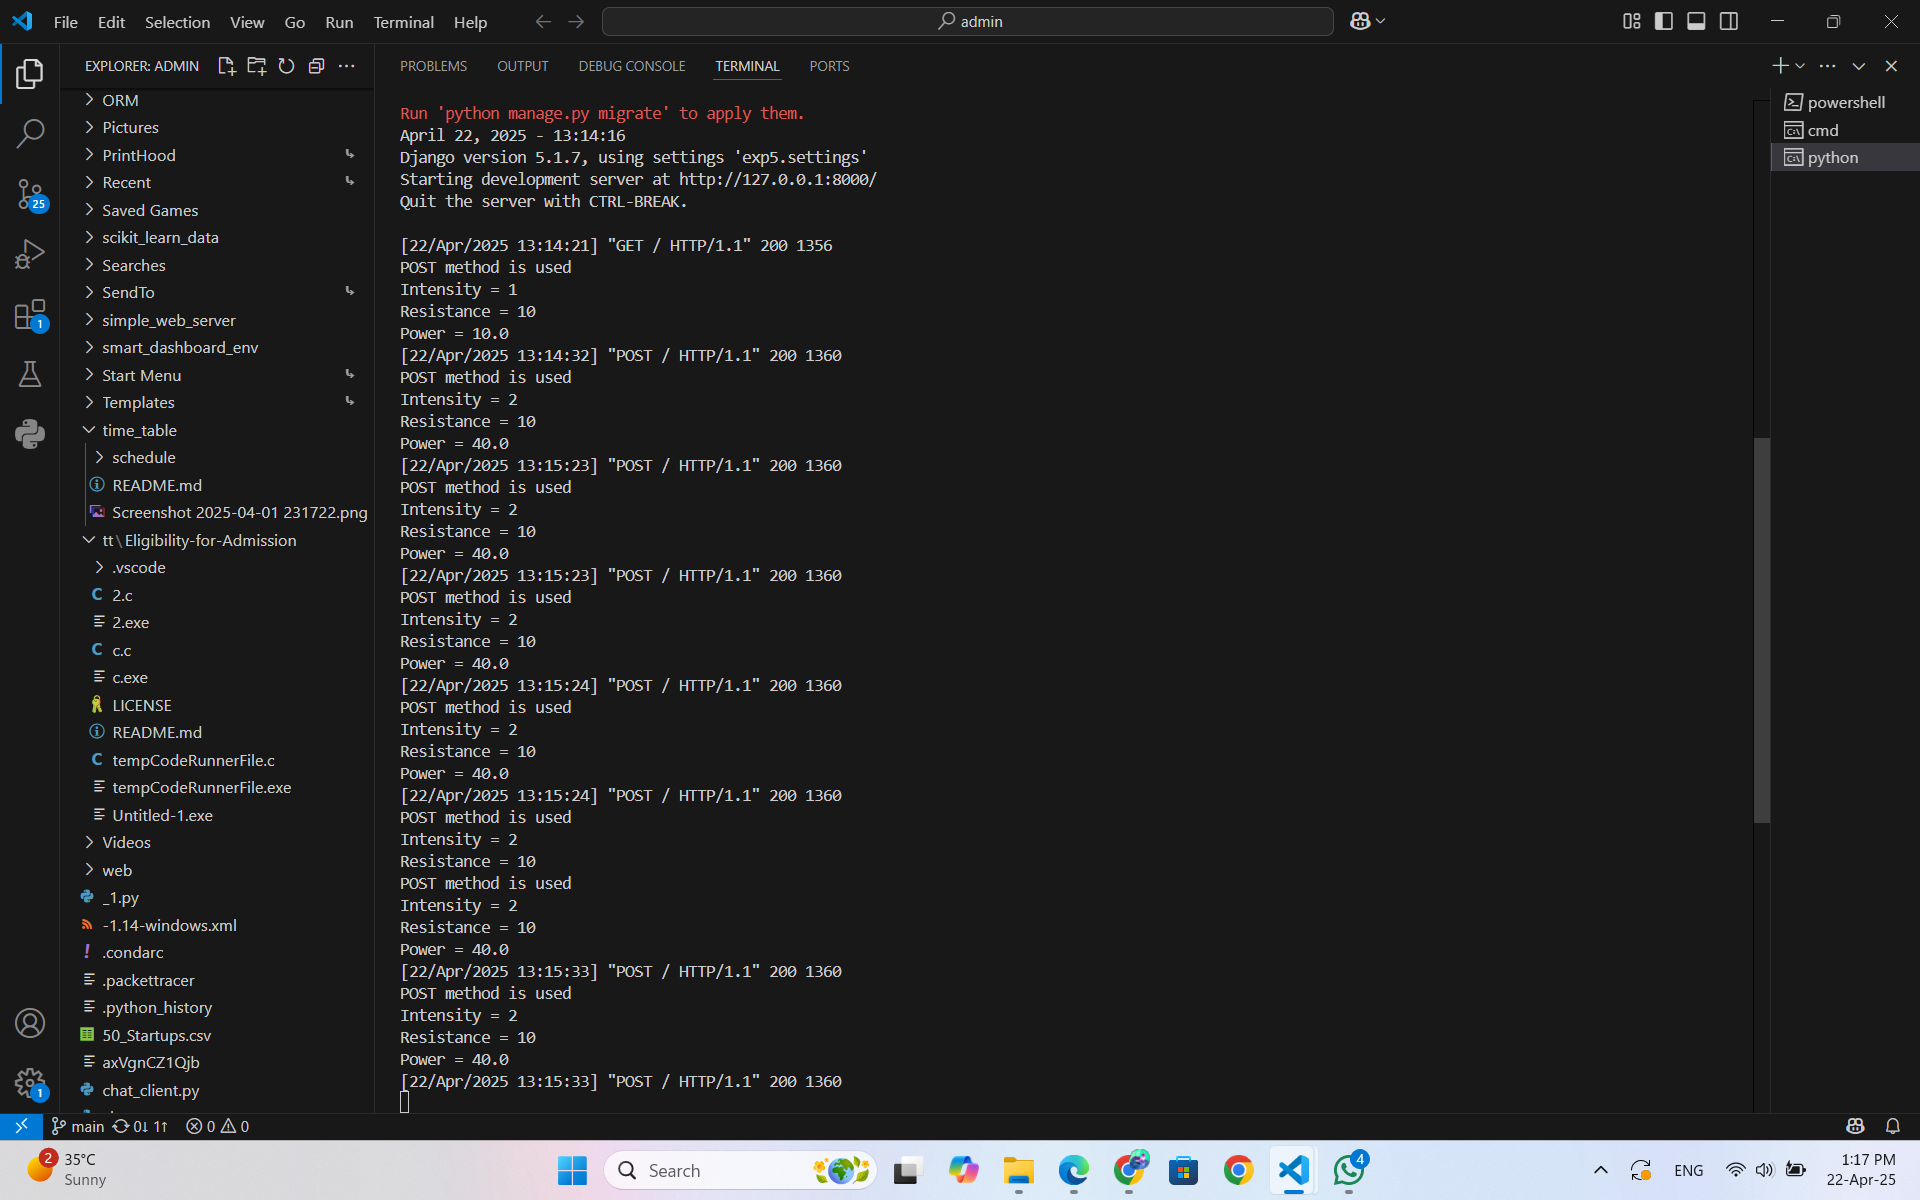 File Edit Selection View Go Run Terminal Help
admin
EXPLORER: ADMIN
ORM
Pictures
PrintHood
Recent
Saved Games
scikit_learn_data
Searches
SendTo
simple_web_server
smart_dashboard_env
Start Menu
Templates
time_table
schedule
README.md
Screenshot 2025-04-01 231722.png
tt\Eligibility-for-Admission
.vscode
C 2.c
2.exe
C c.c
c.exe
LICENSE
README.md
C tempCodeRunnerFile.c
tempCodeRunnerFile.exe
Untitled-1.exe
Videos
web
_1.py
-1.14-windows.xml
! .condarc
.packettracer
.python_history
50_Startups.csv
axVgnCZ1Qjb
chat_client.py
25
1
1
PROBLEMS OUTPUT DEBUG CONSOLE TERMINAL PORTS
Run 'python manage.py migrate' to apply them.
April 22, 2025 - 13:14:16
Django version 5.1.7, using settings 'exp5.settings'
Starting development server at http://127.0.0.1:8000/
Quit the server with CTRL-BREAK.
[22/Apr/2025 13:14:21] "GET / HTTP/1.1" 200 1356
POST method is used
Intensity = 1
Resistance = 10
Power = 10.0
[22/Apr/2025 13:14:32] "POST / HTTP/1.1" 200 1360
POST method is used
Intensity = 2
Resistance = 10
Power = 40.0
[22/Apr/2025 13:15:23] "POST / HTTP/1.1" 200 1360
POST method is used
Intensity = 2
Resistance = 10
Power = 40.0
[22/Apr/2025 13:15:23] "POST / HTTP/1.1" 200 1360
POST method is used
Intensity = 2
Resistance = 10
Power = 40.0
[22/Apr/2025 13:15:24] "POST / HTTP/1.1" 200 1360
POST method is used
Intensity = 2
Resistance = 10
Power = 40.0
[22/Apr/2025 13:15:24] "POST / HTTP/1.1" 200 1360
POST method is used
Intensity = 2
Resistance = 10
POST method is used
Intensity = 2
Resistance = 10
Power = 40.0
[22/Apr/2025 13:15:33] "POST / HTTP/1.1" 200 1360
POST method is used
Intensity = 2
Resistance = 10
Power = 40.0
[22/Apr/2025 13:15:33] "POST / HTTP/1.1" 200 1360
powershell
cmd
python
main 0↓ 1↑ 0 0
2
35°C
Sunny
Search
4
ENG
1:17 PM
22-Apr-25